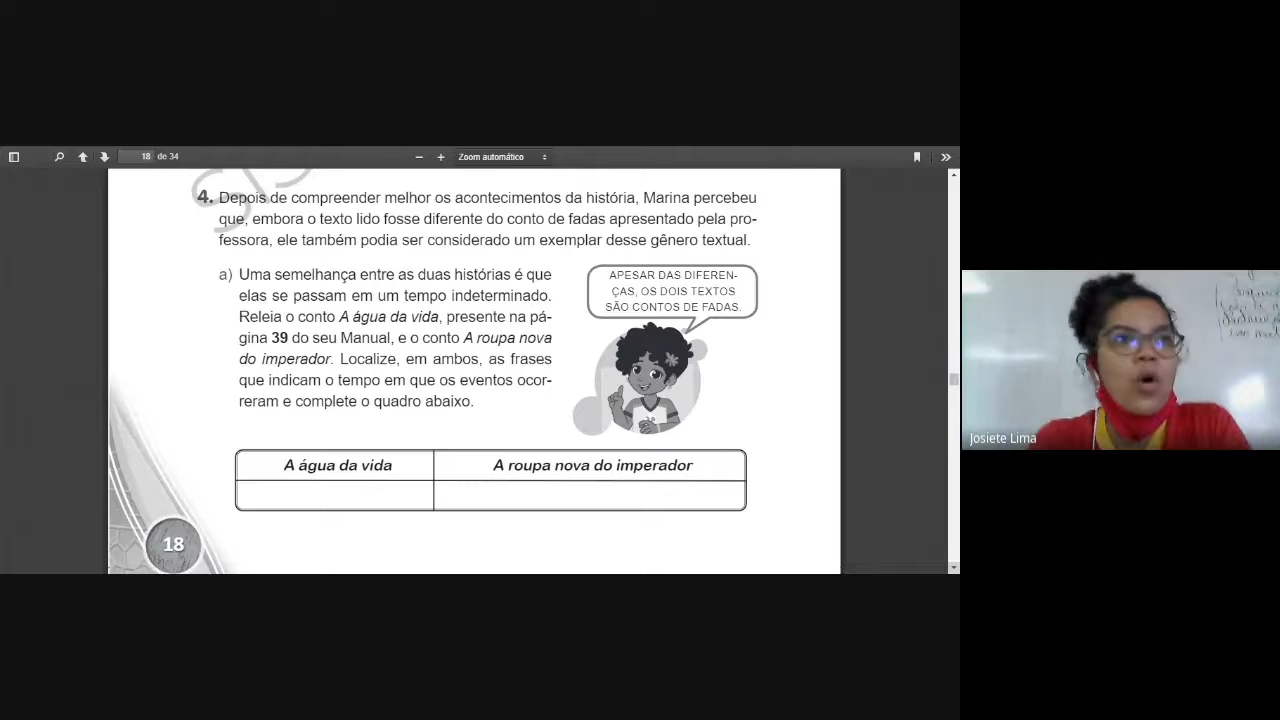 18 de 34
Zoom automático
4. Depois de compreender melhor os acontecimentos da história, Marina percebeu
que, embora o texto lido fosse diferente do conto de fadas apresentado pela pro-
fessora, ele também podia ser considerado um exemplar desse gênero textual.
a) Uma semelhança entre as duas histórias é que
elas se passam em um tempo indeterminado.
Releia o conto A água da vida, presente na pá-
gina 39 do seu Manual, e o conto A roupa nova
do imperador. Localize, em ambos, as frases
que indicam o tempo em que os eventos ocor-
reram e complete o quadro abaixo.
APESAR DAS DIFEREN-
ÇAS, OS DOIS TEXTOS
SÃO CONTOS DE FADAS.
A água da vida
A roupa nova do imperador
18
Josiete Lima